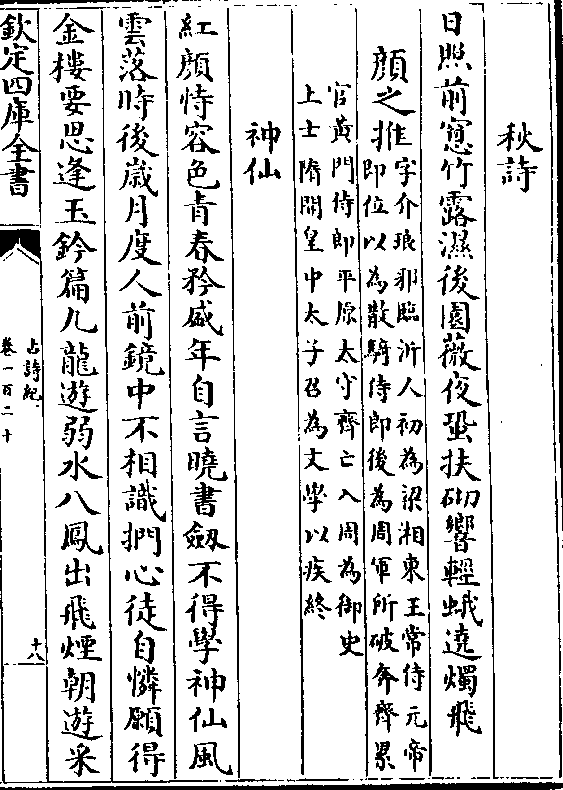 秋詩
日照前窓竹露濕後園薇夜蛩扶砌響輕蛾遶燭飛
顔之推字介琅邪臨沂人初為梁湘東王常侍元帝
即位以為散騎侍郎後為周軍所破奔齊累
官黃門侍郎平原太守齊亡入周為御史
上士隋開皇中太子召為文學以疾終
神仙
紅顔恃容色青春矜盛年自言曉書劔不得學神仙風
雲落時後歳月度人前鏡中不相識捫心徒自憐願得
金樓要思逢玉鈐篇九龍遊弱水八鳳出飛煙朝遊采
欽定四庫全書
古詩紀
卷一百二十
十八